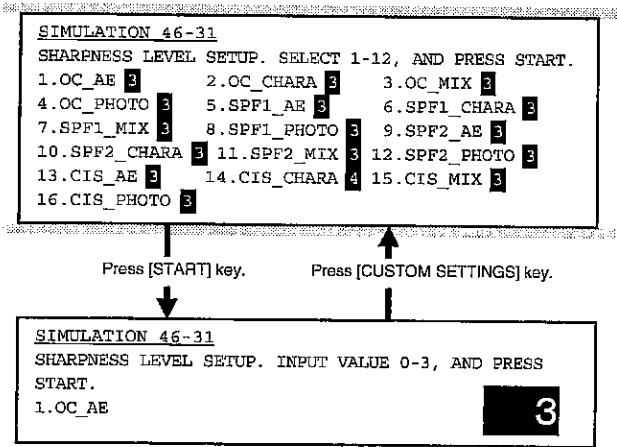 SIMULATION 46-31
SHARPNESS LEVEL SETUP. SELECT 1-12, AND PRESS START.
1.OC_AE 3 2.OC_CHARA 3 3.OC_MIX 3
4.OC_PHOTO 3 5.SPF1_AE 3 6.SPF1_CHARA 3
7.SPF1_MIX 3 8.SPF1_PHOTO 3 9.SPF2_AE 3
10.SPF2_CHARA 3 11.SPF2_MIX 3 12.SPF2_PHOTO 3
13.CIS_AE 3 14.CIS_CHARA 4 15.CIS_MIX 3
16.CIS_PHOTO 3
Press [START] key. Press [CUSTOM SETTINGS] key.
SIMULATION 46-31
SHARPNESS LEVEL SETUP. INPUT VALUE 0-3, AND PRESS
START.
1.OC_AE 3